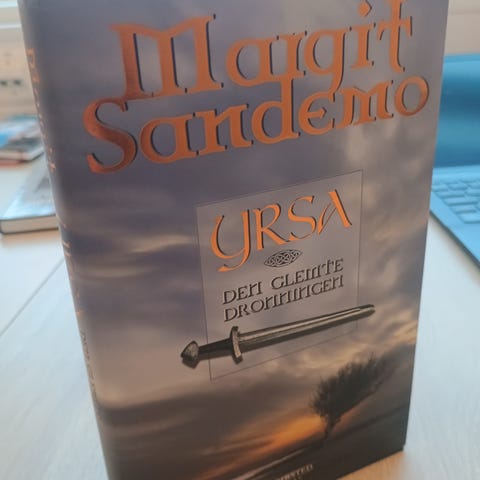 Margit
Sandemo
YRSA
DEN GLEMTE
DRONNINGEN